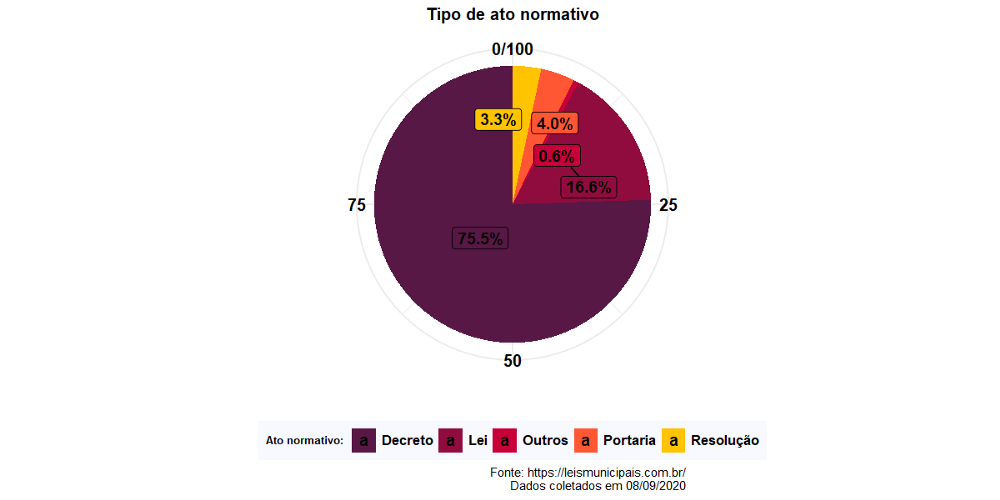 Tipo de ato normativo
0/100
3.3%
4.0%
0.6%
16.6%
75
25
75.5%
50
Ato normativo: a Decreto a Lei a Outros a Portaria a Resolução
Fonte: https://leismunicipais.com.br/
Dados coletados em 08/09/2020